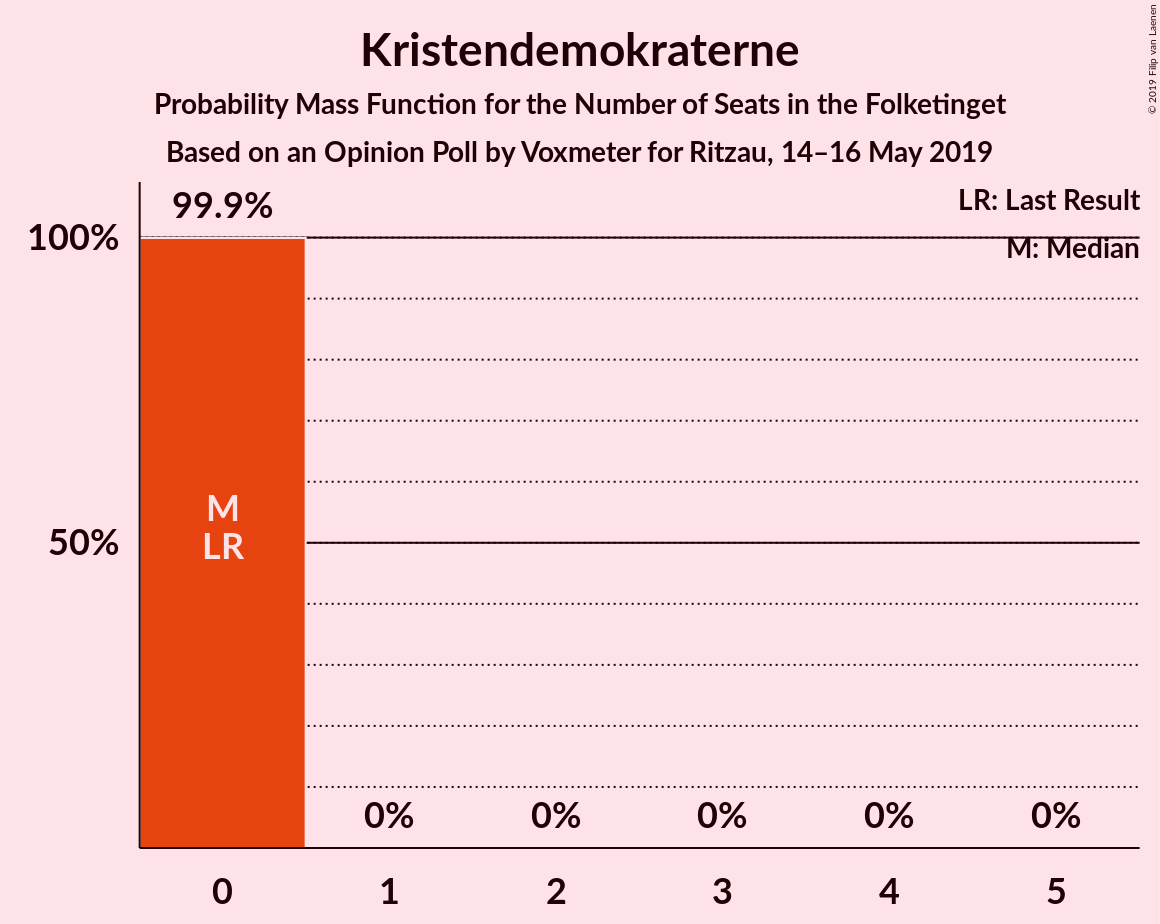 Kristendemokraterne
Probability Mass Function for the Number of Seats in the Folketinget
Based on an Opinion Poll by Voxmeter for Ritzau, 14–16 May 2019
© 2019 Filip van Laenen
LR: Last Result
M: Median
99.9%
100%
50%
M
LR
0% 0% 0% 0% 0%
0 1 2 3 4 5